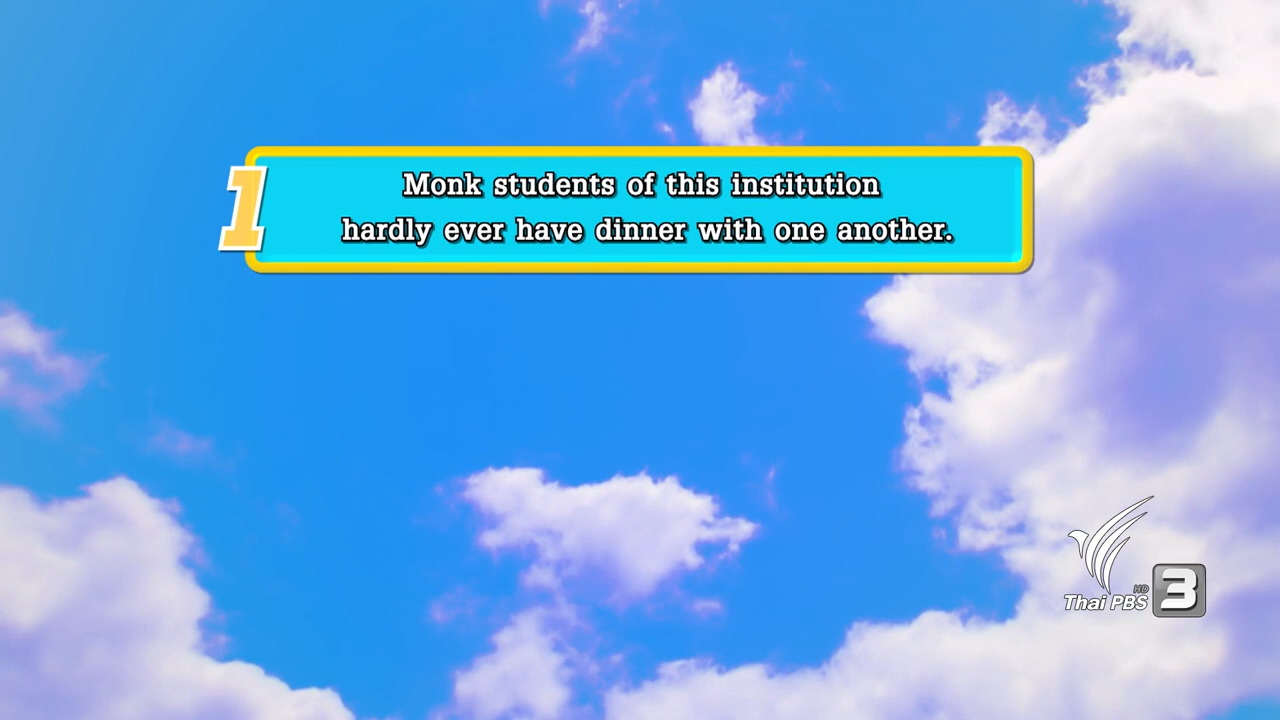 1
Monk students of this institution
hardly ever have dinner with one another.
HD
Thai PBS 3